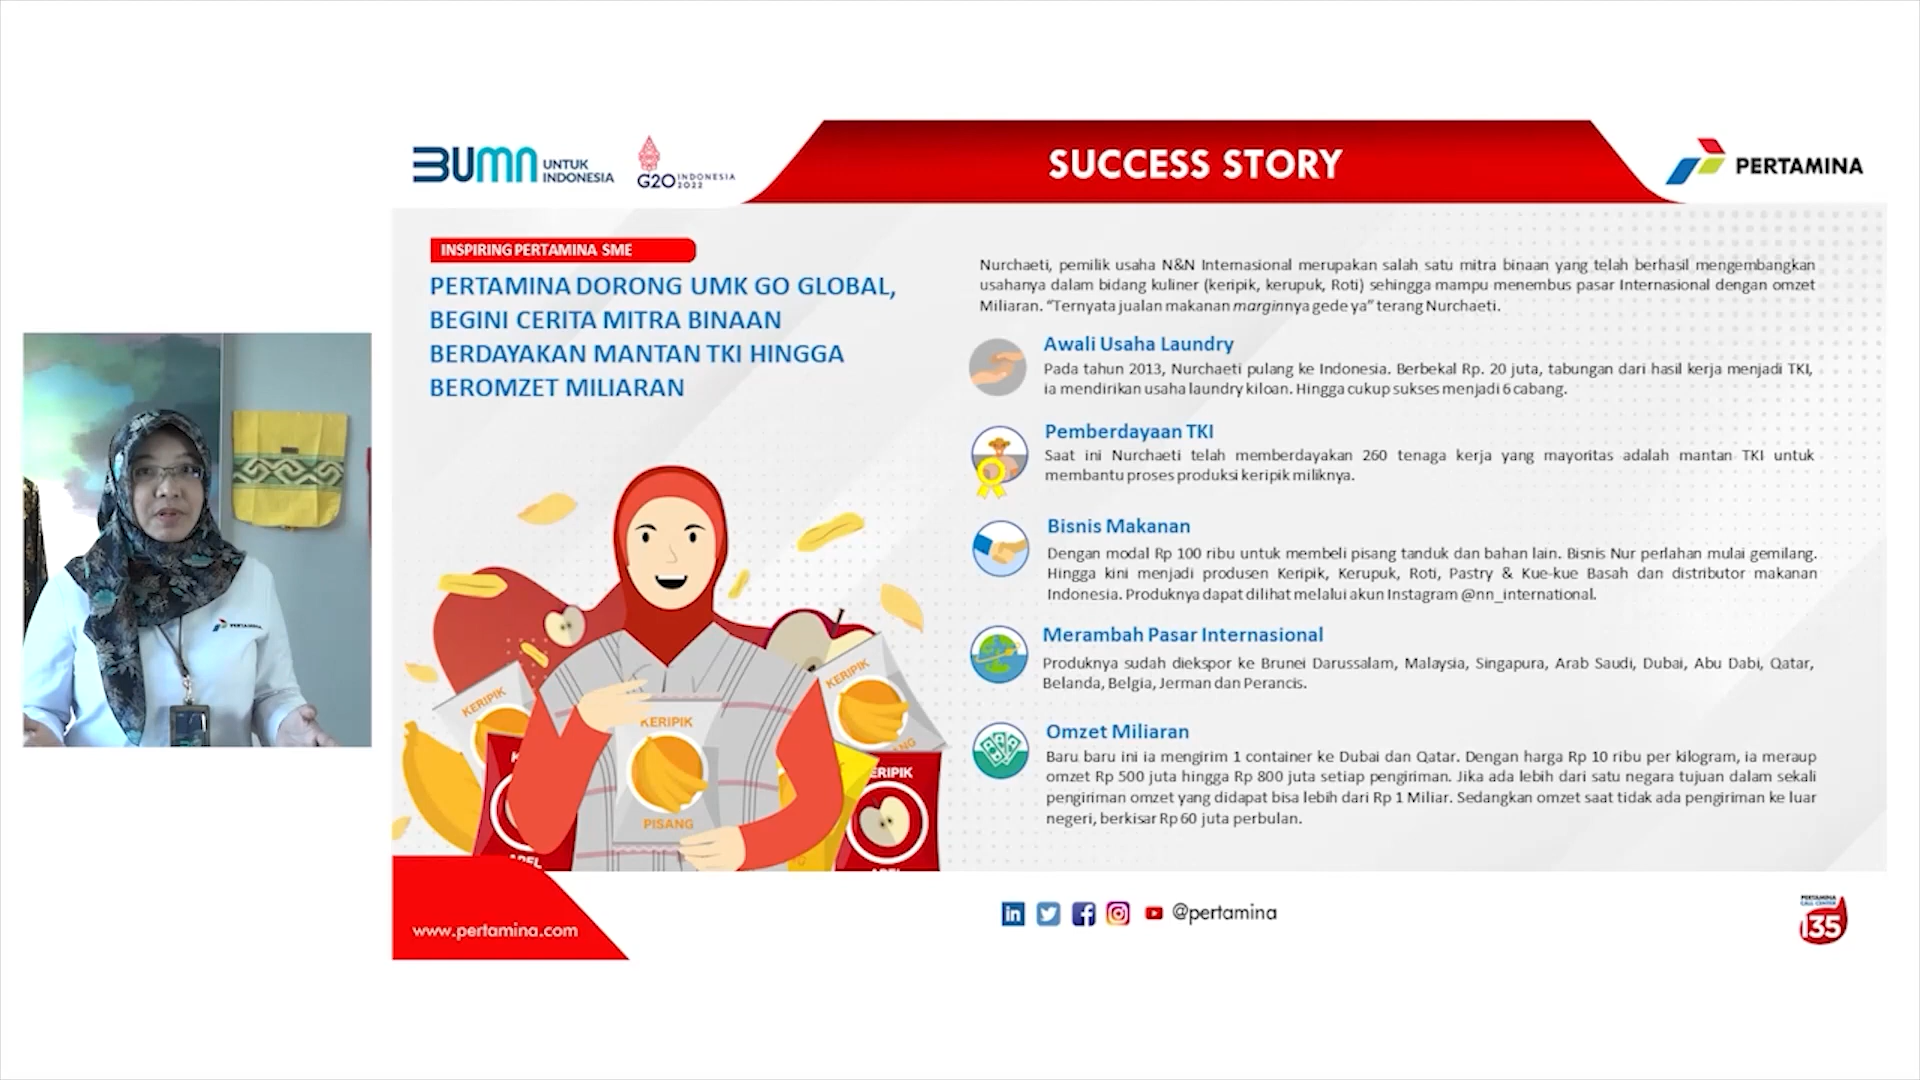 BUMN UNTUK
INDONESIA
G20 INDONESIA
2022
SUCCESS STORY
PERTAMINA
INSPIRING PERTAMINA SME
PERTAMINA DORONG UMK GO GLOBAL,
BEGINI CERITA MITRA BINAAN
BERDAYAKAN MANTAN TKI HINGGA
BEROMZET MILIARAN
Nurchaeti, pemilik usaha N&N Internasional merupakan salah satu mitra binaan yang telah berhasil mengembangkan
usahanya dalam bidang kuliner (keripik, kerupuk, Roti) sehingga mampu menembus pasar Internasional dengan omzet
Miliaran. “Ternyata jualan makanan marginnya gede ya” terang Nurchaeti.
Awali Usaha Laundry
Pada tahun 2013, Nurchaeti pulang ke Indonesia. Berbekal Rp. 20 juta, tabungan dari hasil kerja menjadi TKI,
ia mendirikan usaha laundry kiloan. Hingga cukup sukses menjadi 6 cabang.
Pemberdayaan TKI
Saat ini Nurchaeti telah memberdayakan 260 tenaga kerja yang mayoritas adalah mantan TKI untuk
membantu proses produksi keripik miliknya.
Bisnis Makanan
Dengan modal Rp 100 ribu untuk membeli pisang tanduk dan bahan lain. Bisnis Nur perlahan mulai gemilang.
Hingga kini menjadi produsen Keripik, Kerupuk, Roti, Pastry & Kue-kue Basah dan distributor makanan
Indonesia. Produknya dapat dilihat melalui akun Instagram @nn_international.
Merambah Pasar Internasional
Produknya sudah diekspor ke Brunei Darussalam, Malaysia, Singapura, Arab Saudi, Dubai, Abu Dabi, Qatar,
Belanda, Belgia, Jerman dan Perancis.
Omzet Miliaran
Baru baru ini ia mengirim 1 container ke Dubai dan Qatar. Dengan harga Rp 10 ribu per kilogram, ia meraup
omzet Rp 500 juta hingga Rp 800 juta setiap pengiriman. Jika ada lebih dari satu negara tujuan dalam sekali
pengiriman omzet yang didapat bisa lebih dari Rp 1 Miliar. Sedangkan omzet saat tidak ada pengiriman ke luar
negeri, berkisar Rp 60 juta perbulan.
PERTAMINA
KERIPIK
KERIPIK
PISANG
KERIPIK
www.pertamina.com
@pertamina
PERTAMINA
CALL CENTER
135